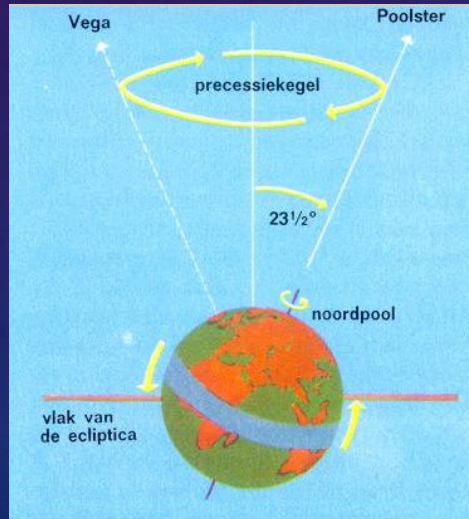 Vega
Poolster
precessiekegel
23½°
noordpool
vlak van
de ecliptica